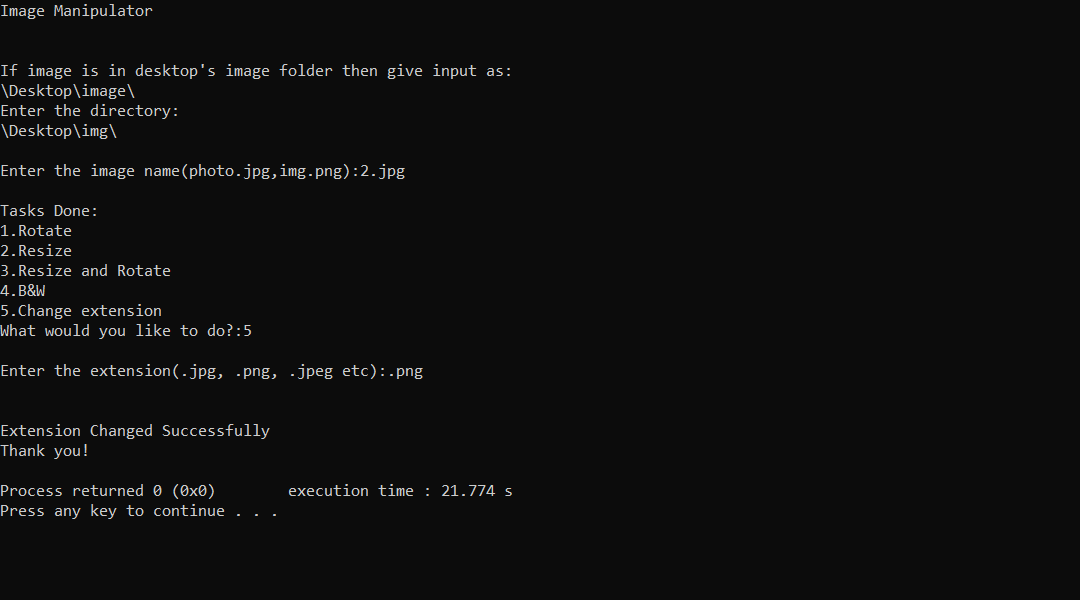 Image Manipulator
If image is in desktop's image folder then give input as:
\Desktop\image\
Enter the directory:
\Desktop\img\
Enter the image name(photo.jpg,img.png):2.jpg
Tasks Done:
1.Rotate
2.Resize
3.Resize and Rotate
4.B&W
5.Change extension
What would you like to do?:5
Enter the extension(.jpg, .png, .jpeg etc):.png
Extension Changed Successfully
Thank you!
Process returned 0 (0x0)        execution time : 21.774 s
Press any key to continue . . .